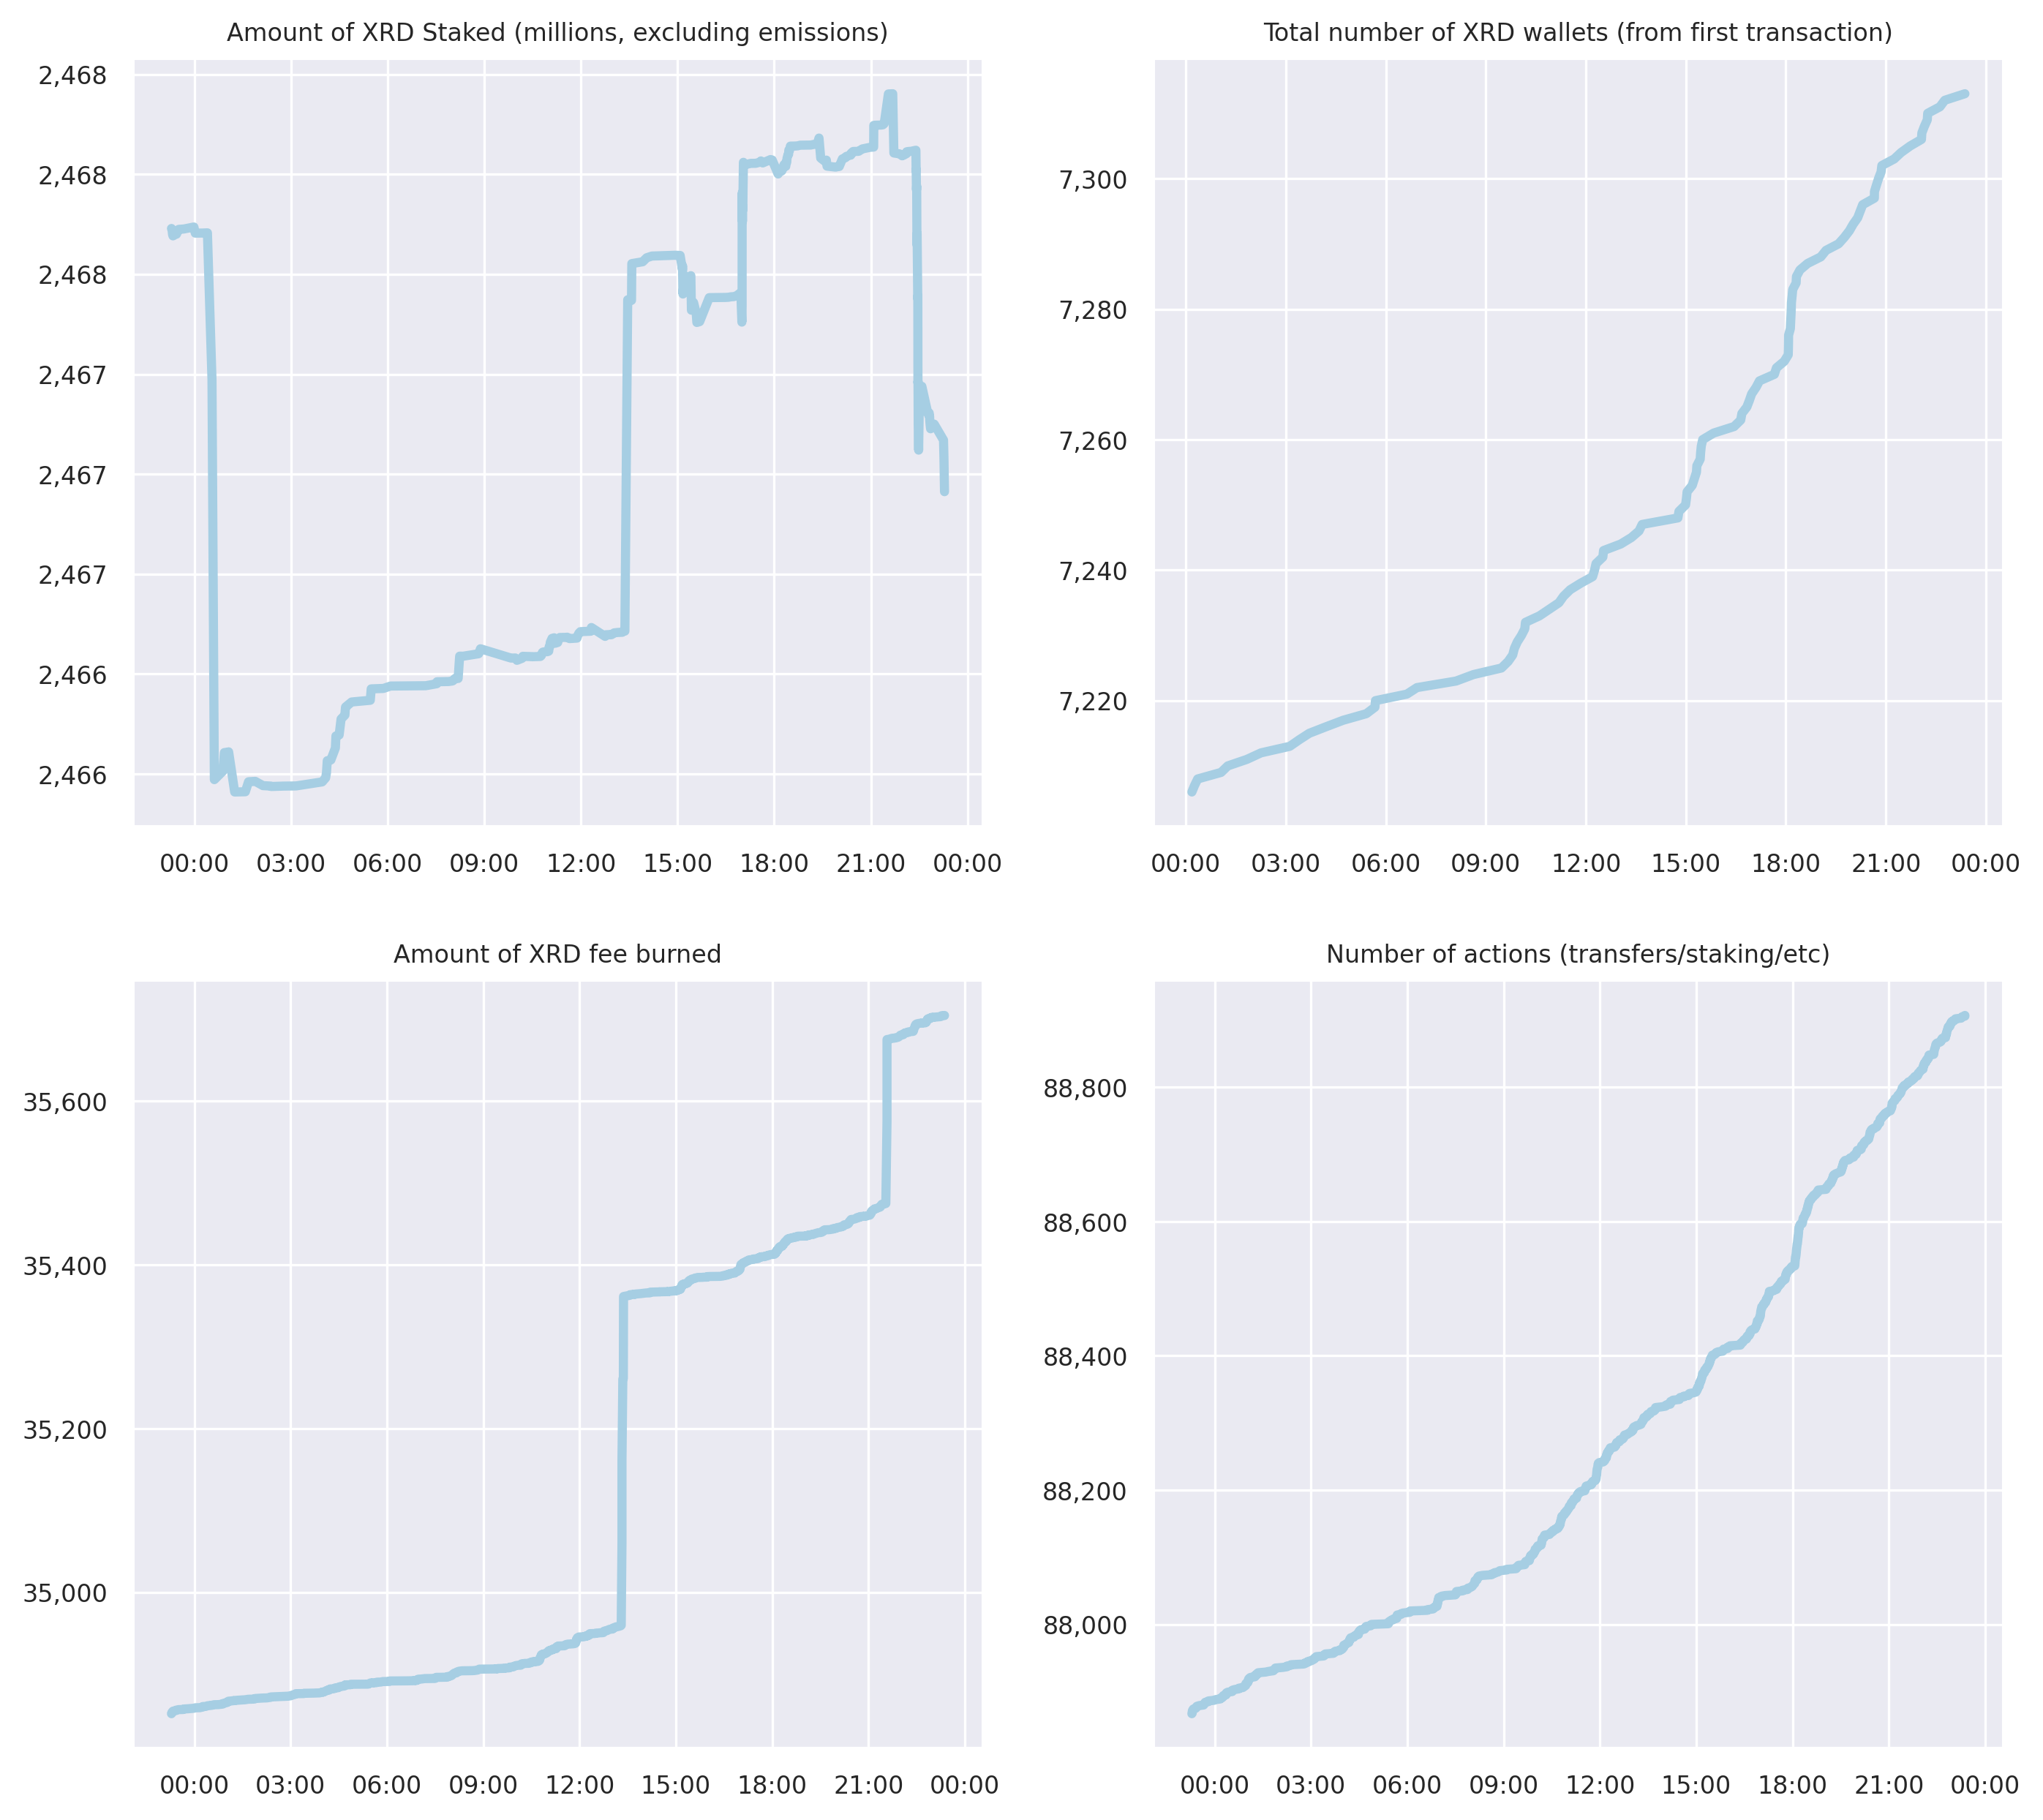 Amount of XRD Staked (millions, excluding emissions)
2,468
2,468
2,468
2,467
2,467
2,467
2,466
2,466
00:00 03:00 06:00 09:00 12:00 15:00 18:00 21:00 00:00
Total number of XRD wallets (from first transaction)
7,300
7,280
7,260
7,240
7,220
00:00 03:00 06:00 09:00 12:00 15:00 18:00 21:00 00:00
Amount of XRD fee burned
35,600
35,400
35,200
35,000
00:00 03:00 06:00 09:00 12:00 15:00 18:00 21:00 00:00
Number of actions (transfers/staking/etc)
88,800
88,600
88,400
88,200
88,000
00:00 03:00 06:00 09:00 12:00 15:00 18:00 21:00 00:00